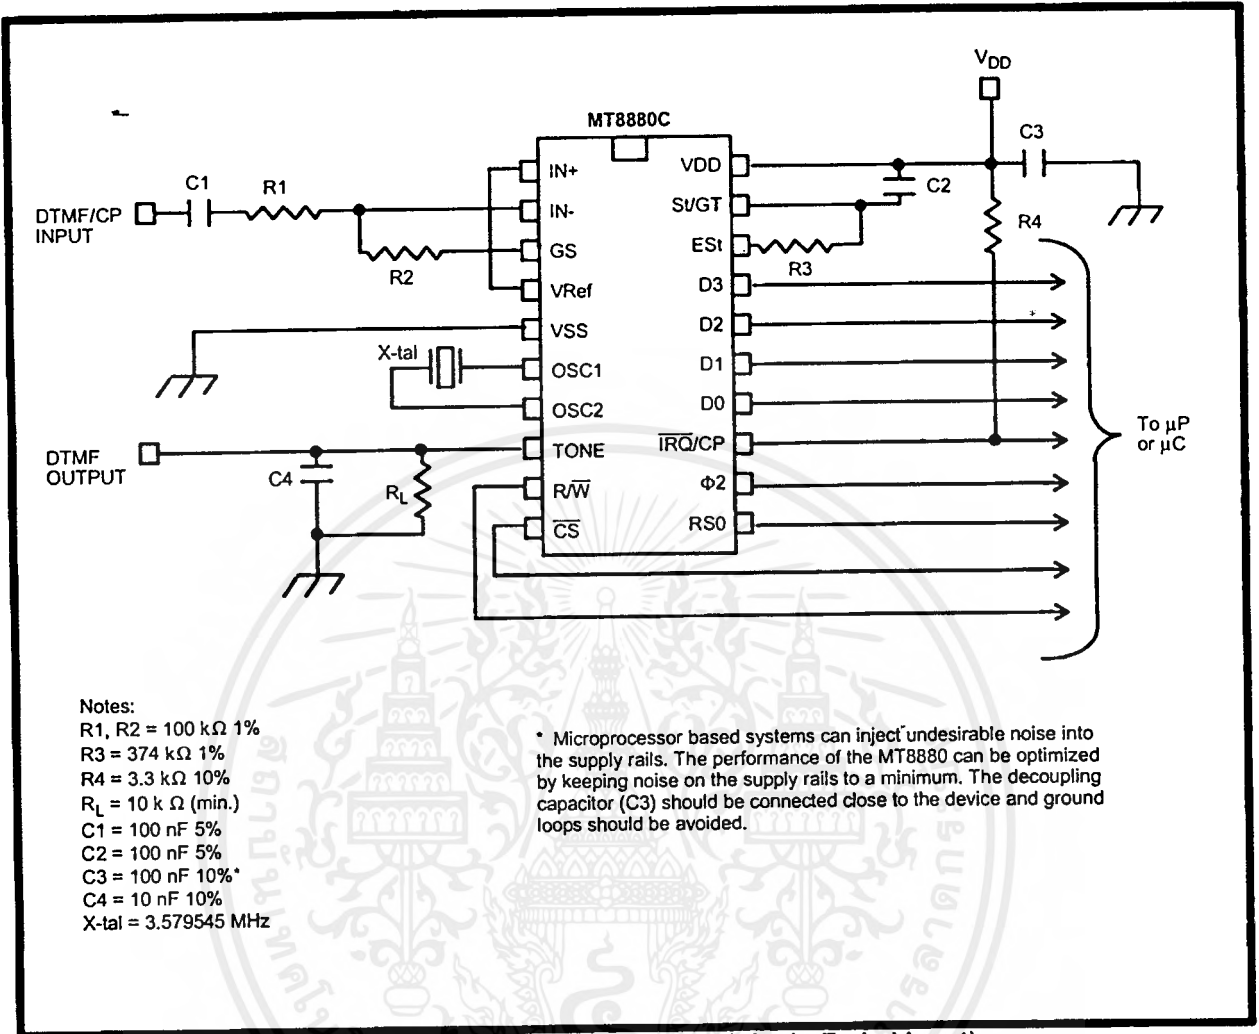 VDD
MT8880C
C3
IN+
VDD
C1
R1
C2
DTMF/CP
INPUT
IN-
St/GT
R4
GS
ESt
R2
R3
VRef
D3
VSS
D2
X-tal
OSC1
D1
OSC2
D0
DTMF
OUTPUT
TONE
IRQ/CP
To µP
or µC
C4
RL
R/W
Φ2
CS
RS0
Notes:
R1, R2 = 100 kΩ 1%
R3 = 374 kΩ 1%
R4 = 3.3 kΩ 10%
RL = 10 k Ω (min.)
C1 = 100 nF 5%
C2 = 100 nF 5%
C3 = 100 nF 10%*
C4 = 10 nF 10%
X-tal = 3.579545 MHz
* Microprocessor based systems can inject undesirable noise into
the supply rails. The performance of the MT8880 can be optimized
by keeping noise on the supply rails to a minimum. The decoupling
capacitor (C3) should be connected close to the device and ground
loops should be avoided.